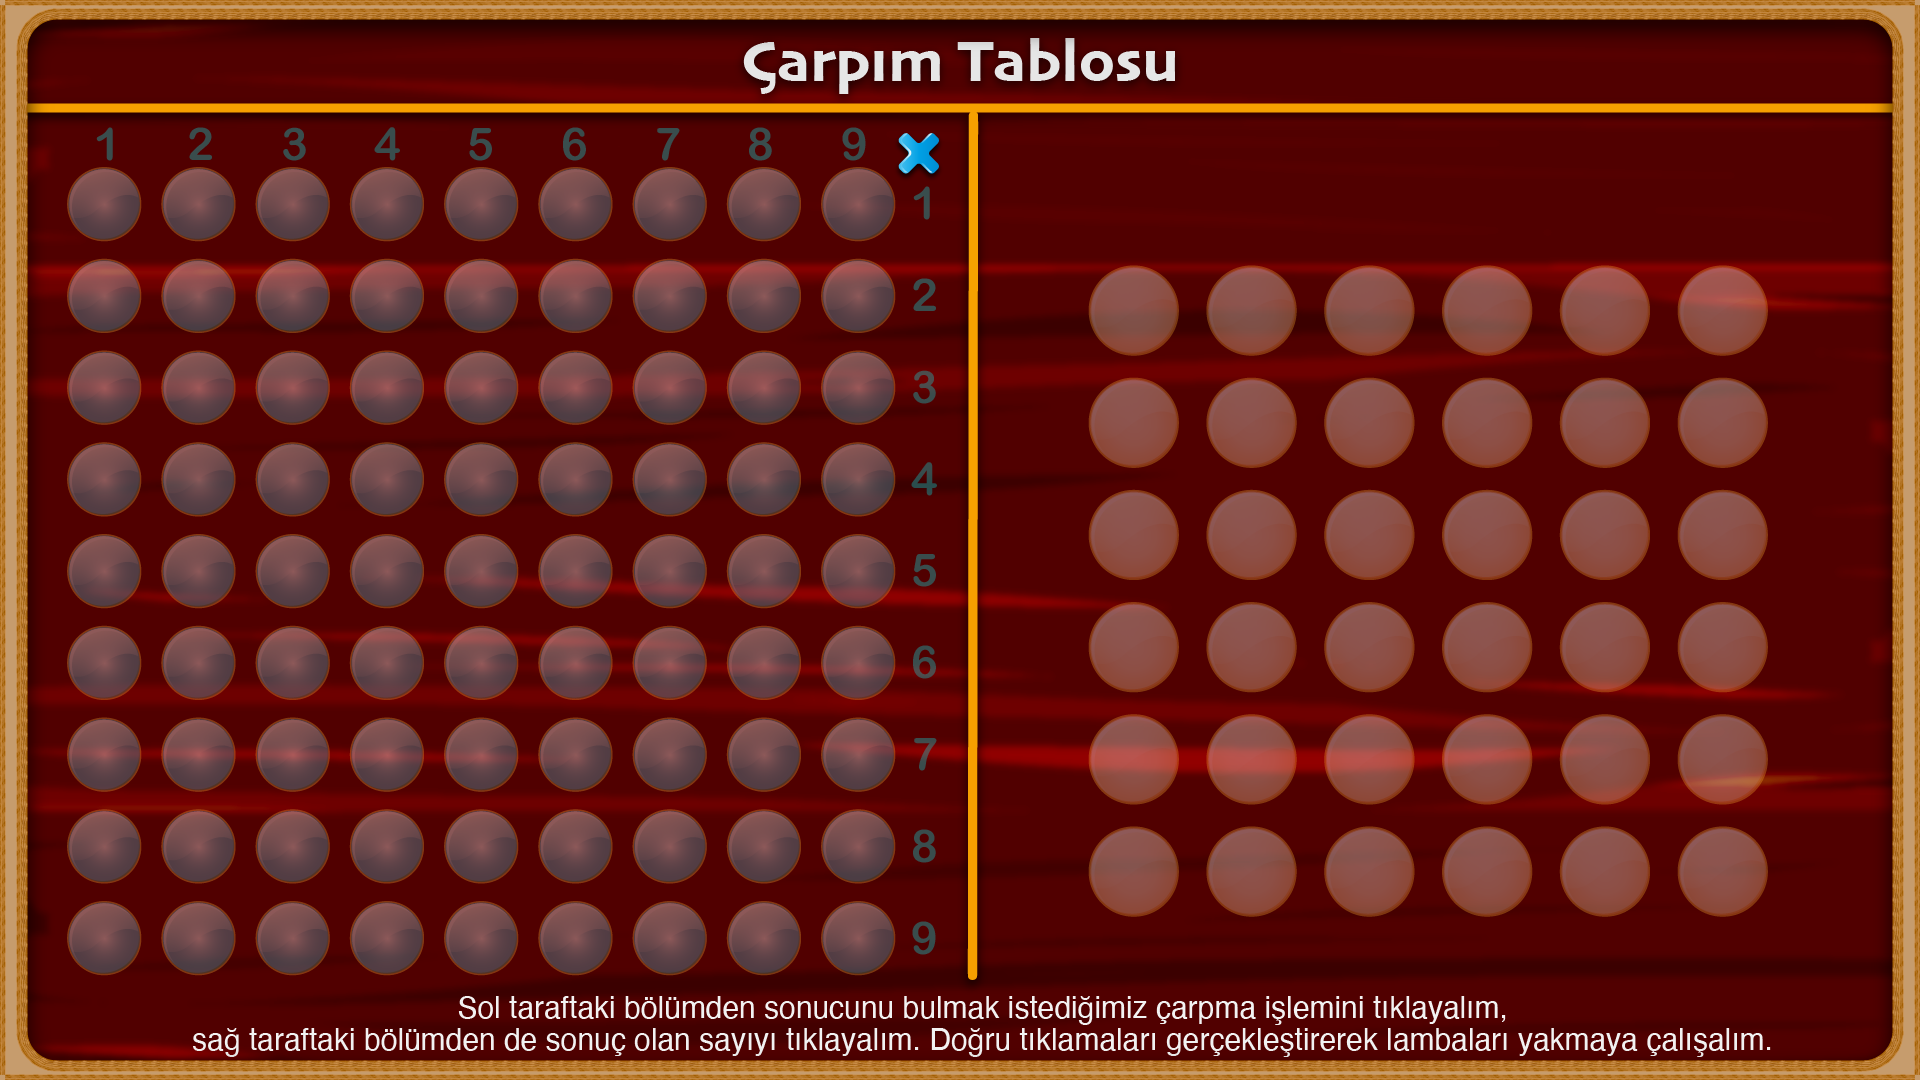 Çarpım Tablosu
1 2 3 4 5 6 7 8 9
1
2
3
4
5
6
7
8
9
Sol taraftaki bölümden sonucunu bulmak istediğimiz çarpma işlemini tıklayalım,
sağ taraftaki bölümden de sonuç olan sayıyı tıklayalım. Doğru tıklamaları gerçekleştirerek lambaları yakmaya çalışalım.